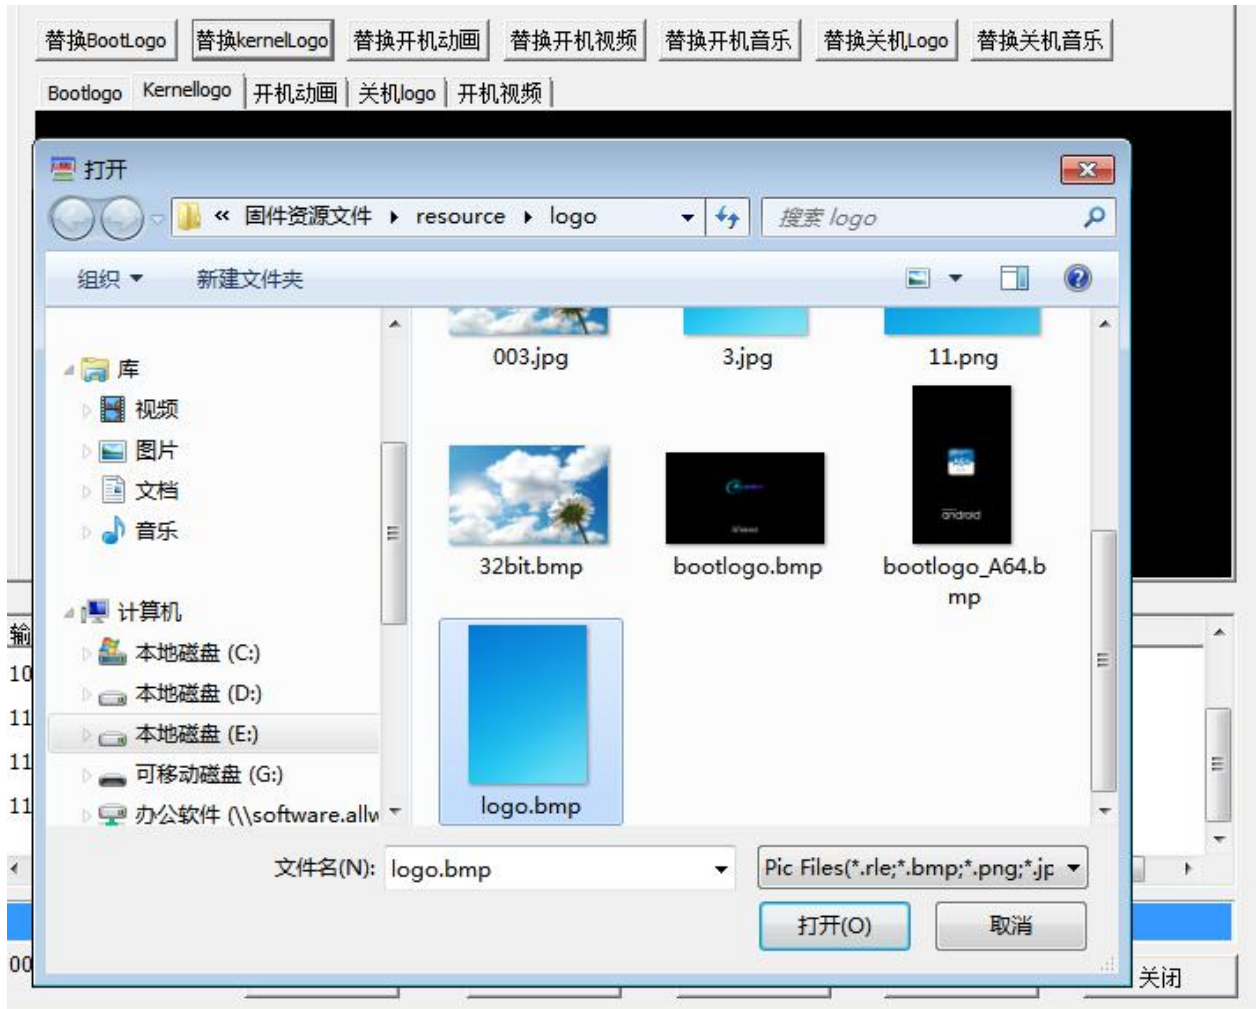 替换BootLogo 替换kernelLogo 替换开机动画 替换开机视频 替换开机音乐 替换关机Logo 替换关机音乐
Bootlogo Kernellogo 开机动画 关机logo 开机视频
打开
« 固件资源文件 resource logo 搜索 logo
组织 新建文件夹
003.jpg 3.jpg 11.png
库
视频
图片
文档
音乐
32bit.bmp bootlogo.bmp bootlogo_A64.b
mp
android
计算机
本地磁盘 (C:)
本地磁盘 (D:)
本地磁盘 (E:)
可移动磁盘 (G:)
办公软件 (\\software.allw
logo.bmp
输
10
11
11
11
文件名(N): logo.bmp Pic Files(*.rle;*.bmp;*.png;*.jp
打开(O) 取消
00
关闭